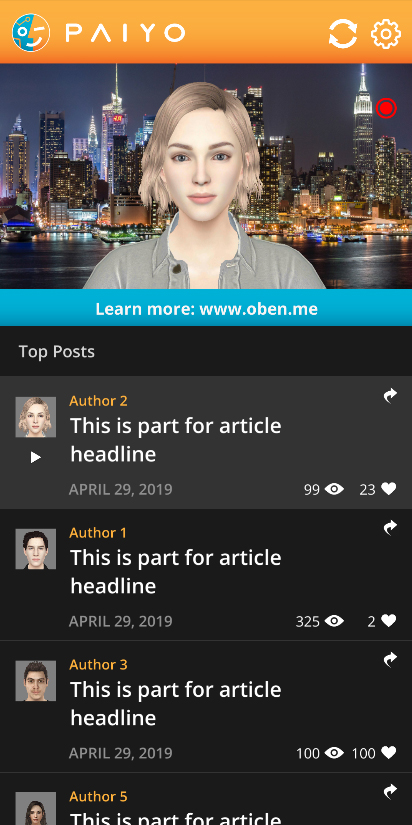 PAIYO
Learn more: www.oben.me
Top Posts
Author 2
This is part for article
headline
APRIL 29, 2019 99 23
Author 1
This is part for article
headline
APRIL 29, 2019 325 2
Author 3
This is part for article
headline
APRIL 29, 2019 100 100
Author 5
This is part for article